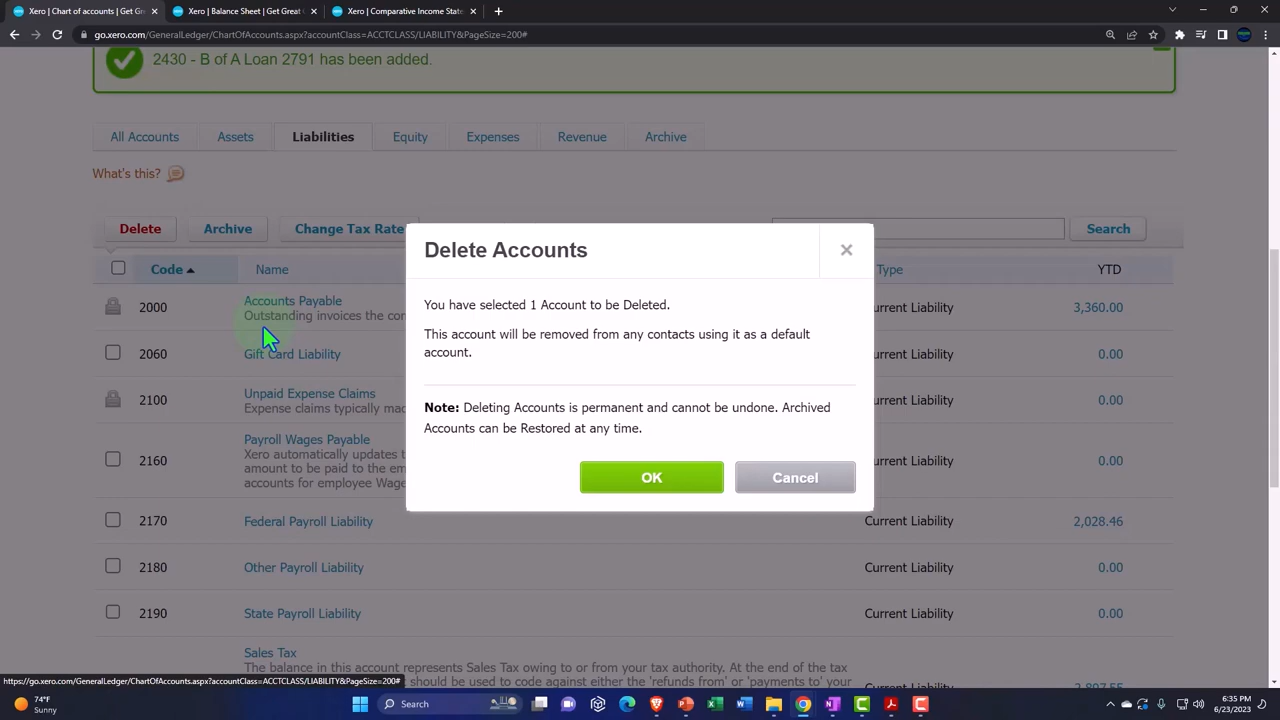 Xero | Chart of accounts | Get Gre
Xero | Balance Sheet | Get Great G
Xero | Comparative Income State
go.xero.com/GeneralLedger/ChartOfAccounts.aspx?accountClass=ACCTCLASS/LIABILITY&PageSize=200#
2430 - B of A Loan 2791 has been added.
All Accounts Assets Liabilities Equity Expenses Revenue Archive
What's this?
Delete Archive Change Tax Rate Search
Code Name Type YTD
Delete Accounts
You have selected 1 Account to be Deleted.
This account will be removed from any contacts using it as a default
account.
Note: Deleting Accounts is permanent and cannot be undone. Archived
Accounts can be Restored at any time.
OK Cancel
2000 Accounts Payable Current Liability 3,360.00
Outstanding invoices the con
2060 Gift Card Liability Current Liability 0.00
2100 Unpaid Expense Claims Current Liability 0.00
Expense claims typically mad
2160 Payroll Wages Payable Current Liability 0.00
Xero automatically updates t
amount to be paid to the em
accounts for employee Wage
2170 Federal Payroll Liability Current Liability 2,028.46
2180 Other Payroll Liability Current Liability 0.00
2190 State Payroll Liability Current Liability 0.00
Sales Tax
The balance in this account represents Sales Tax owing to or from your tax authority. At the end of the tax
should be used to code against either the 'refunds from' or 'payments to' your
2,897.55
https://go.xero.com/GeneralLedger/ChartOfAccounts.aspx?accountClass=ACCTCLASS/LIABILITY&PageSize=200#
74°F
Sunny
Search
6:35 PM
6/23/2023